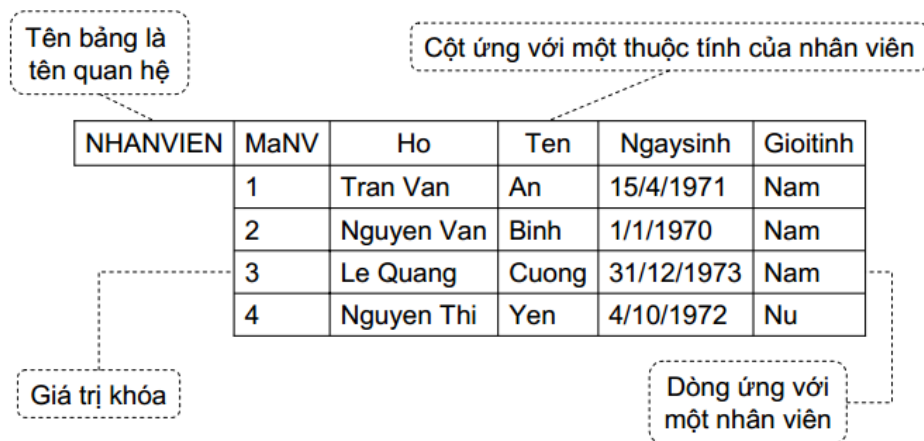 Tên bảng là
tên quan hệ
Cột ứng với một thuộc tính của nhân viên
NHANVIEN MaNV Ho Ten Ngaysinh Gioitinh
1 Tran Van An 15/4/1971 Nam
2 Nguyen Van Binh 1/1/1970 Nam
3 Le Quang Cuong 31/12/1973 Nam
4 Nguyen Thi Yen 4/10/1972 Nu
Giá trị khóa
Dòng ứng với
một nhân viên